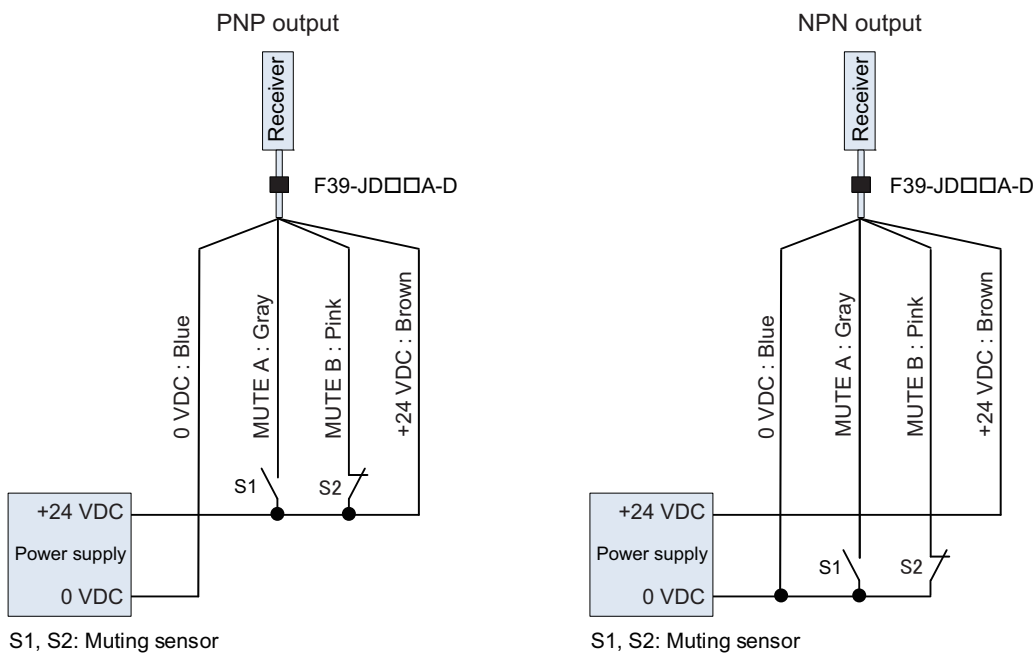 PNP output
Receiver
F39-JD□□A-D
0 VDC : Blue
MUTE A : Gray
MUTE B : Pink
+24 VDC : Brown
S1
S2
+24 VDC
Power supply
0 VDC
S1, S2: Muting sensor
NPN output
Receiver
F39-JD□□A-D
0 VDC : Blue
MUTE A : Gray
MUTE B : Pink
+24 VDC : Brown
+24 VDC
Power supply
S1
S2
0 VDC
S1, S2: Muting sensor